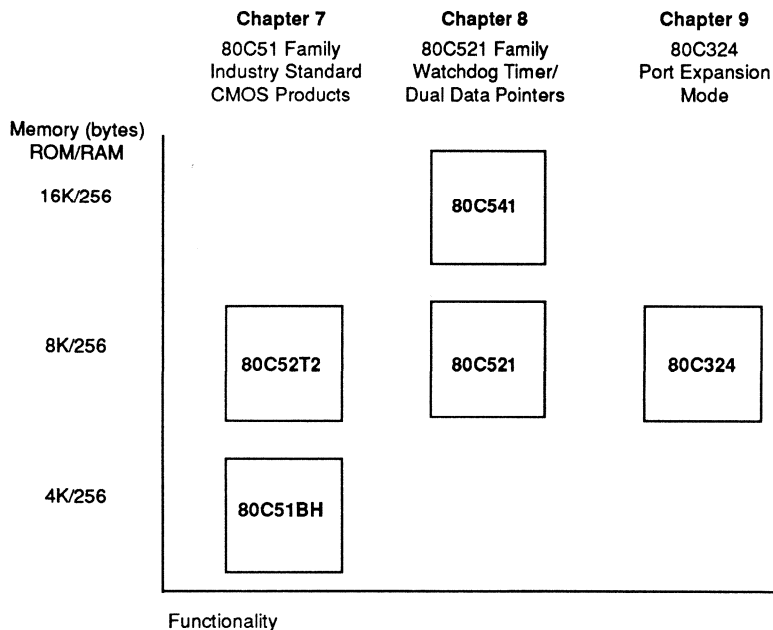 Chapter 7
80C51 Family
Industry Standard
CMOS Products
Chapter 8
80C521 Family
Watchdog Timer/
Dual Data Pointers
Chapter 9
80C324
Port Expansion
Mode
Memory (bytes)
ROM/RAM
16K/256
80C541
8K/256
80C52T2
80C521
80C324
4K/256
80C51BH
Functionality